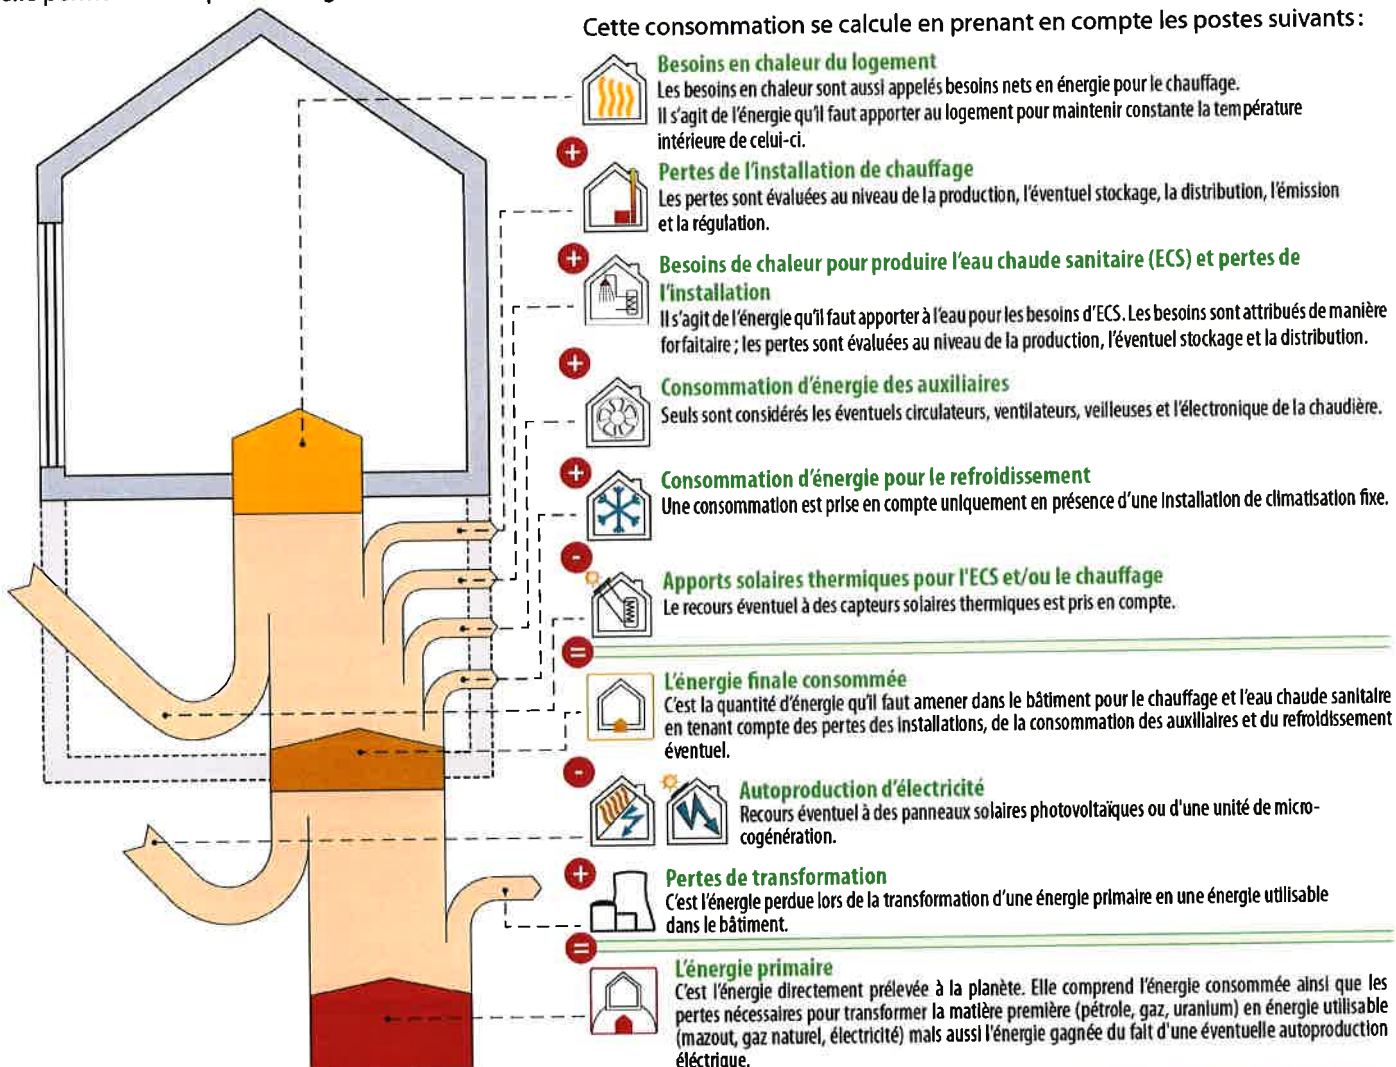 Cette consommation se calcule en prenant en compte les postes suivants :
Besoins en chaleur du logement
Les besoins en chaleur sont aussi appelés besoins nets en énergie pour le chauffage.
Il s'agit de l'énergie qu'il faut apporter au logement pour maintenir constante la température
intérieure de celui-ci.
+
Pertes de l'installation de chauffage
Les pertes sont évaluées au niveau de la production, l'éventuel stockage, la distribution, l'émission
et la régulation.
+
Besoins de chaleur pour produire l'eau chaude sanitaire (ECS) et pertes de
l'installation
Il s'agit de l'énergie qu'il faut apporter à l'eau pour les besoins d'ECS. Les besoins sont attribués de manière
forfaitaire ; les pertes sont évaluées au niveau de la production, l'éventuel stockage et la distribution.
+
Consommation d'énergie des auxiliaires
Seuls sont considérés les éventuels circulateurs, ventilateurs, veilleuses et l'électronique de la chaudière.
+
Consommation d'énergie pour le refroidissement
Une consommation est prise en compte uniquement en présence d'une installation de climatisation fixe.
-
Apports solaires thermiques pour l'ECS et/ou le chauffage
Le recours éventuel à des capteurs solaires thermiques est pris en compte.
=
L'énergie finale consommée
C'est la quantité d'énergie qu'il faut amener dans le bâtiment pour le chauffage et l'eau chaude sanitaire
en tenant compte des pertes des installations, de la consommation des auxiliaires et du refroidissement
éventuel.
-
Autoproduction d'électricité
Recours éventuel à des panneaux solaires photovoltaïques ou d'une unité de micro-
cogénération.
+
Pertes de transformation
C'est l'énergie perdue lors de la transformation d'une énergie primaire en une énergie utilisable
dans le bâtiment.
=
L'énergie primaire
C'est l'énergie directement prélevée à la planète. Elle comprend l'énergie consommée ainsi que les
pertes nécessaires pour transformer la matière première (pétrole, gaz, uranium) en énergie utilisable
(mazout, gaz naturel, électricité) mais aussi l'énergie gagnée du fait d'une éventuelle autoproduction
éléctrique.